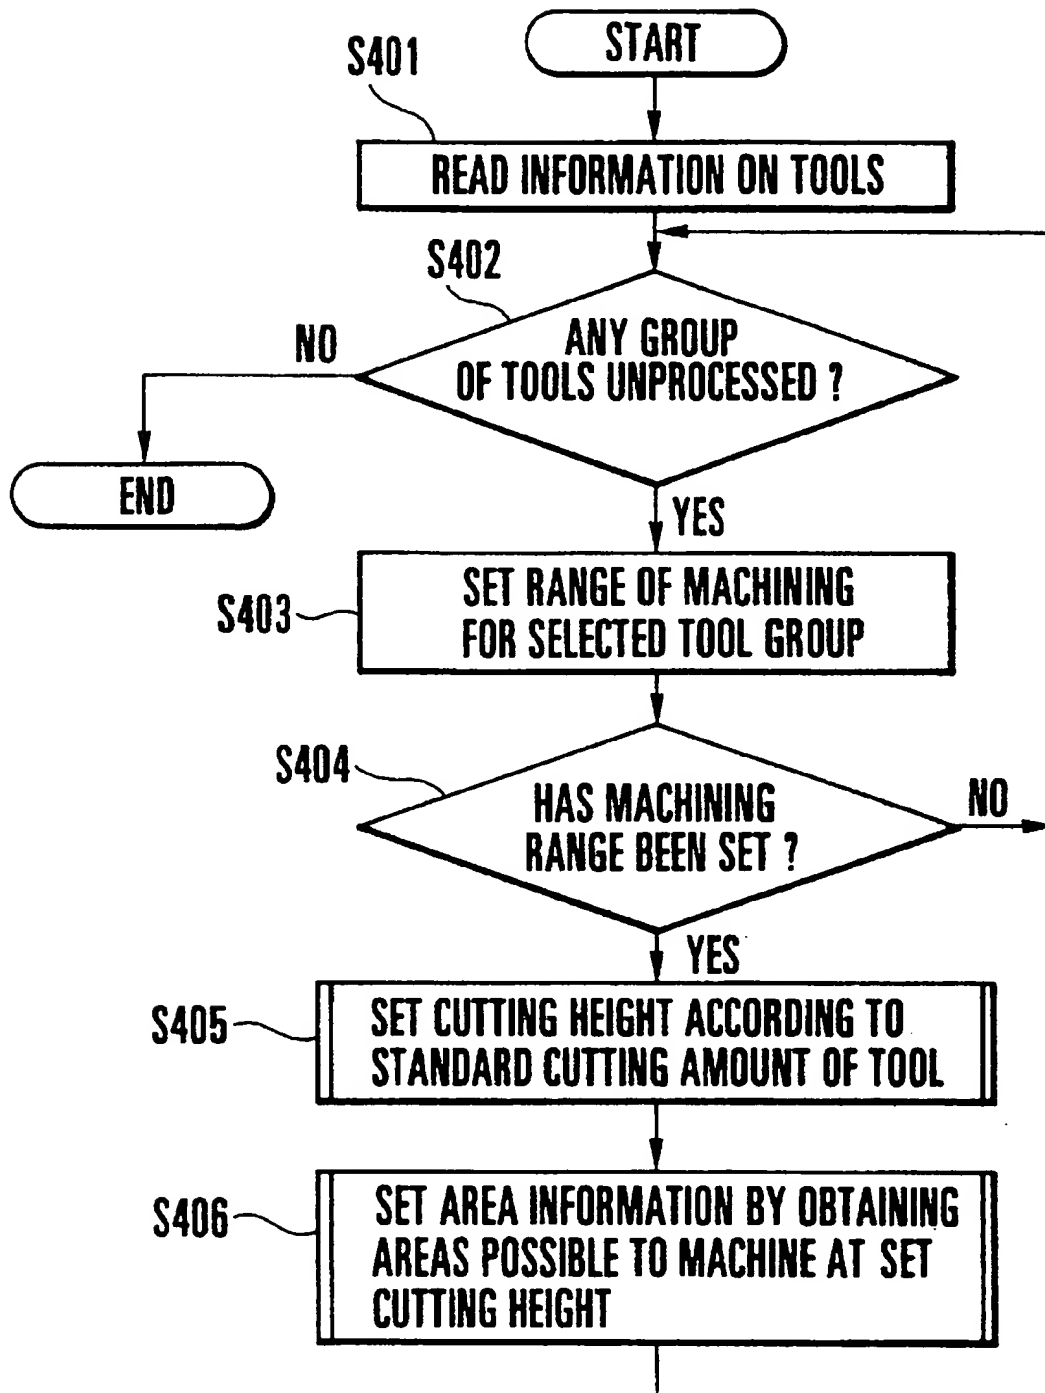 START
S401
READ INFORMATION ON TOOLS
S402
NO
ANY GROUP
OF TOOLS UNPROCESSED ?
END
YES
S403
SET RANGE OF MACHINING
FOR SELECTED TOOL GROUP
S404
HAS MACHINING
RANGE BEEN SET ?
NO
YES
S405
SET CUTTING HEIGHT ACCORDING TO
STANDARD CUTTING AMOUNT OF TOOL
S406
SET AREA INFORMATION BY OBTAINING
AREAS POSSIBLE TO MACHINE AT SET
CUTTING HEIGHT